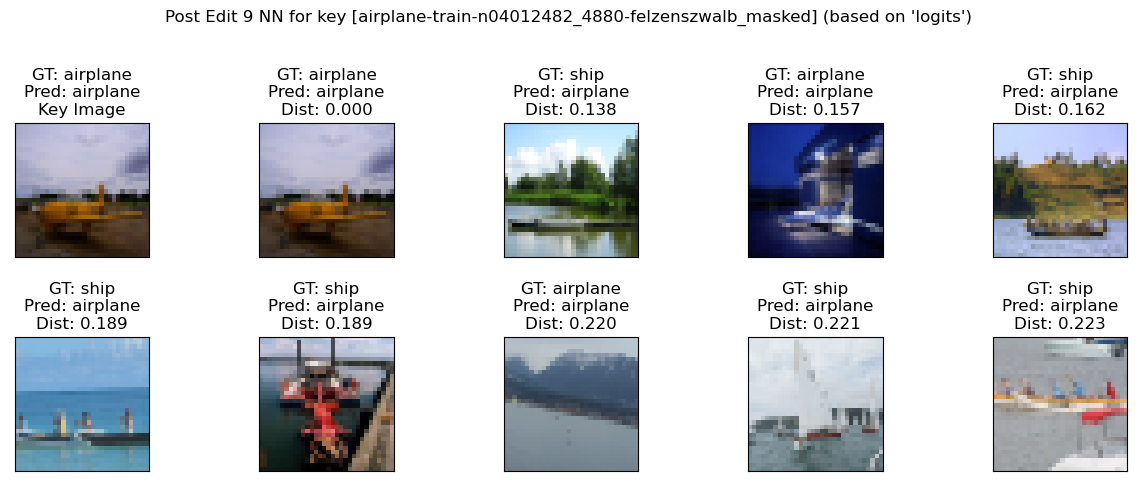 Post Edit 9 NN for key [airplane-train-n04012482_4880-felzenszwalb_masked] (based on 'logits')
GT: airplane
Pred: airplane
Key Image
GT: airplane
Pred: airplane
Dist: 0.000
GT: ship
Pred: airplane
Dist: 0.138
GT: airplane
Pred: airplane
Dist: 0.157
GT: ship
Pred: airplane
Dist: 0.162
GT: ship
Pred: airplane
Dist: 0.189
GT: ship
Pred: airplane
Dist: 0.189
GT: airplane
Pred: airplane
Dist: 0.220
GT: ship
Pred: airplane
Dist: 0.221
GT: ship
Pred: airplane
Dist: 0.223